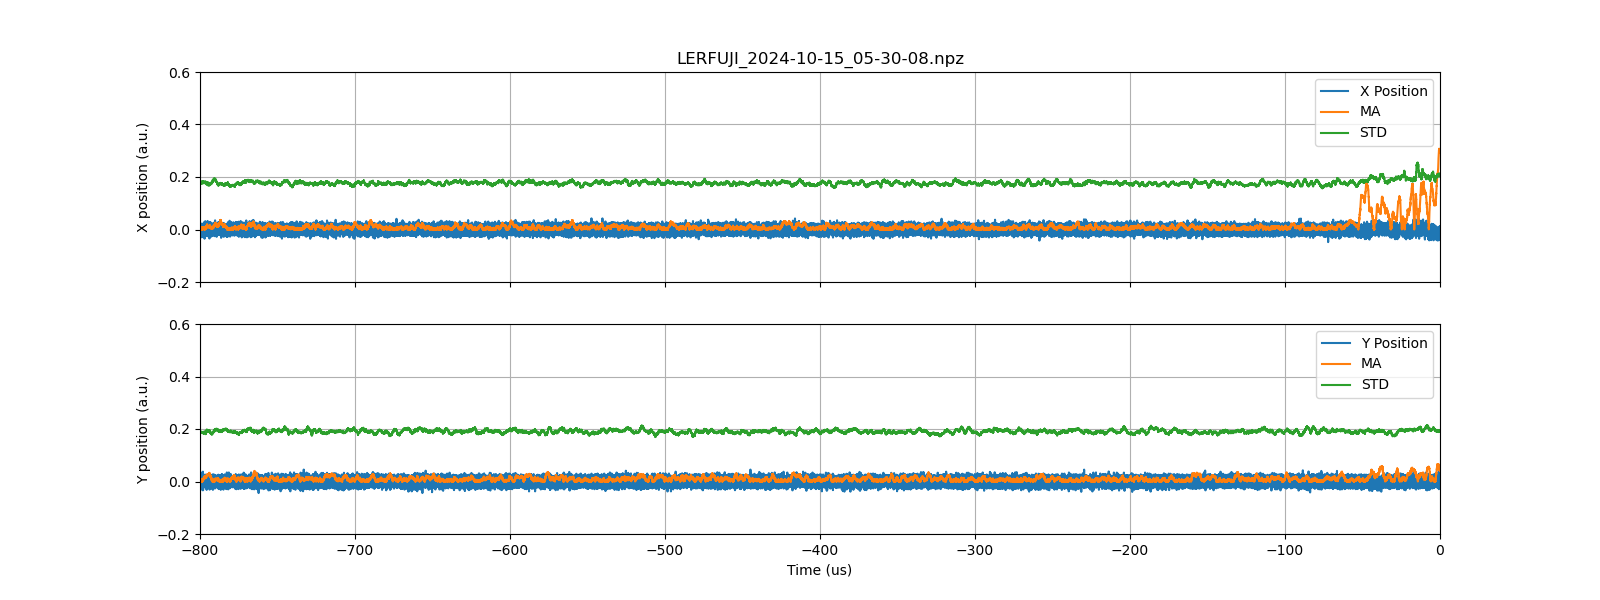 LERFUJI_2024-10-15_05-30-08.npz
X position (a.u.)
0.6
0.4
0.2
0.0
−0.2
X Position
MA
STD
Y position (a.u.)
0.6
0.4
0.2
0.0
−0.2
Y Position
MA
STD
−800 −700 −600 −500 −400 −300 −200 −100 0
Time (us)